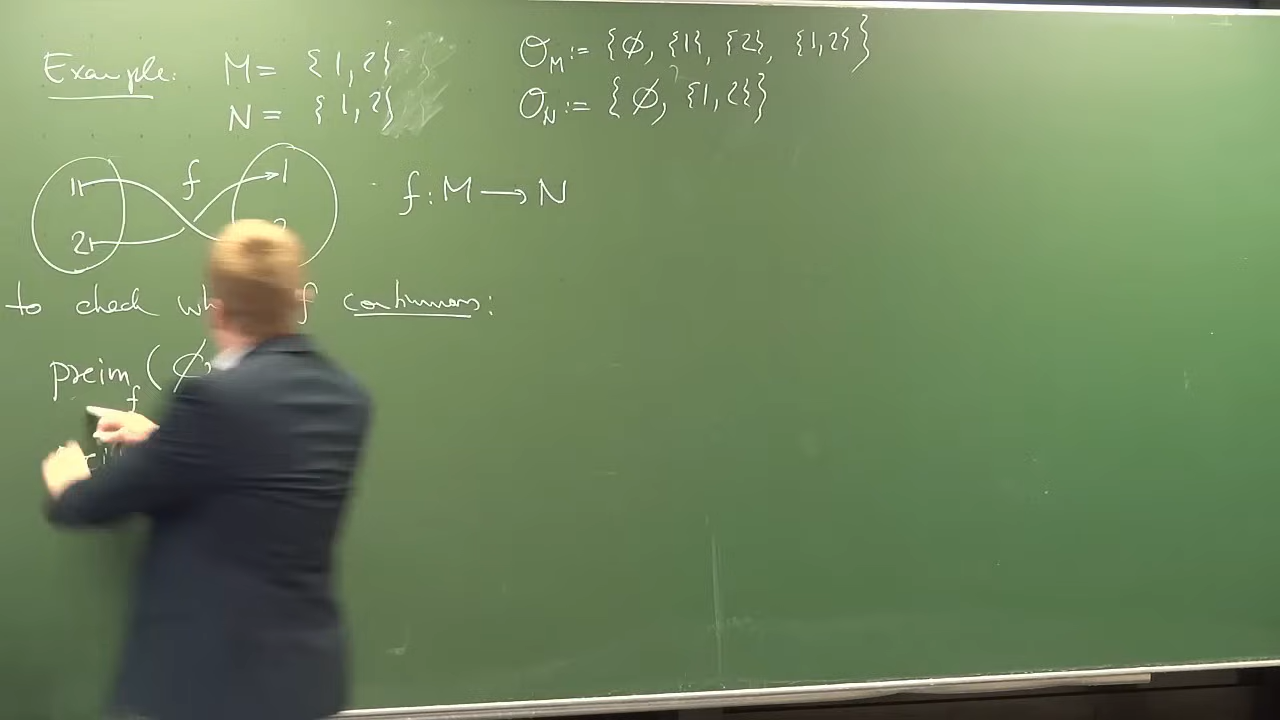 Example: M = {1,2} 𝒪_M := {∅, {1}, {2}, {1,2}}
N = {1,2} 𝒪_N := {∅, {1,2}}
1 f 1
2
f: M → N
to check f continuous:
preim_f (∅)